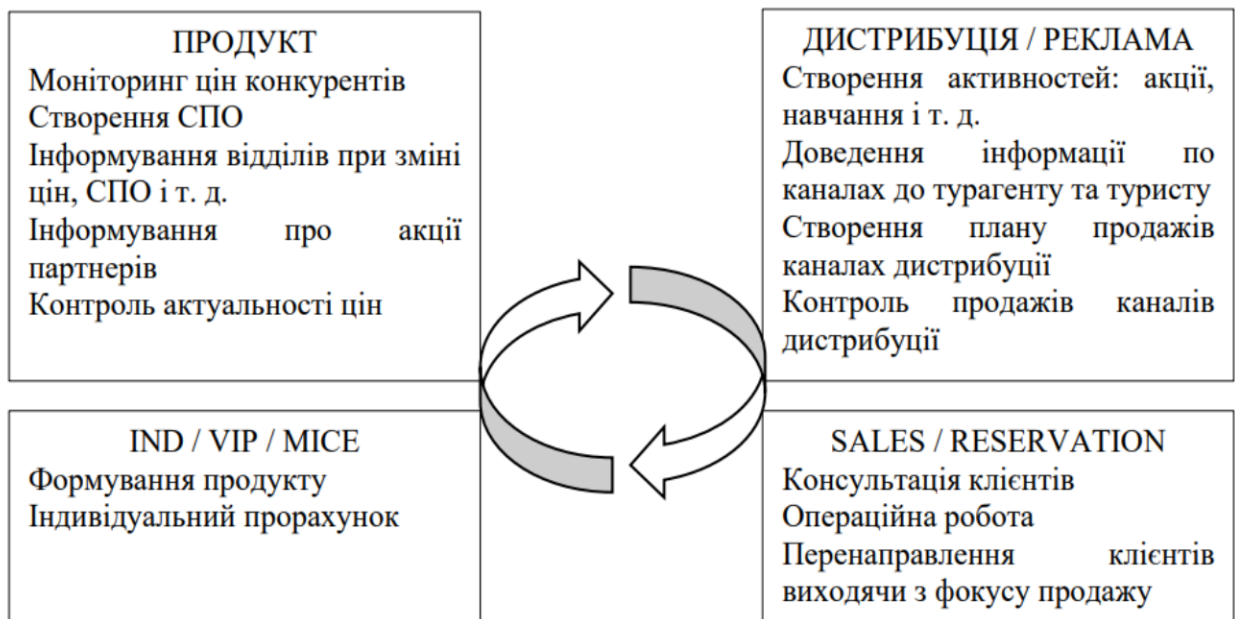 ПРОДУКТ
Моніторинг цін конкурентів
Створення СПО
Інформування відділів при зміні
цін, СПО і т. д.
Інформування про акції
партнерів
Контроль актуальності цін
ДИСТРИБУЦІЯ / РЕКЛАМА
Створення активностей: акції,
навчання і т. д.
Доведення інформації по
каналах до турагенту та туристу
Створення плану продажів
каналах дистрибуції
Контроль продажів каналів
дистрибуції
IND / VIP / MICE
Формування продукту
Індивідуальний прорахунок
SALES / RESERVATION
Консультація клієнтів
Операційна робота
Перенаправлення клієнтів
виходячи з фокусу продажу